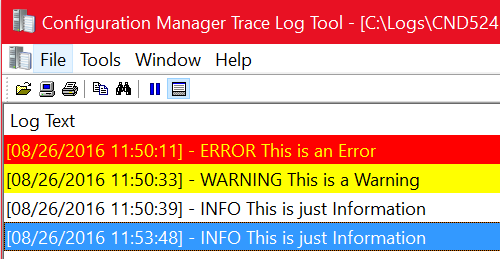 Configuration Manager Trace Log Tool - [C:\Logs\CND524
File Tools Window Help
Log Text
[08/26/2016 11:50:11] - ERROR This is an Error
[08/26/2016 11:50:33] - WARNING This is a Warning
[08/26/2016 11:50:39] - INFO This is just Information
[08/26/2016 11:53:48] - INFO This is just Information